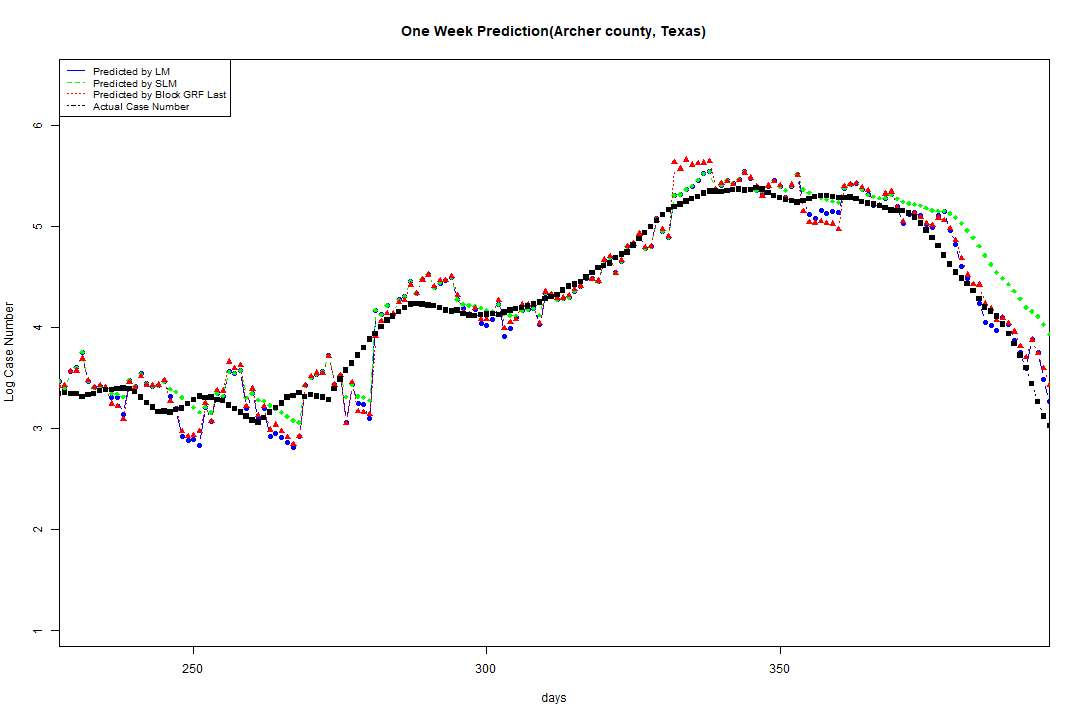 One Week Prediction(Archer county, Texas)
Predicted by LM
Predicted by SLM
Predicted by Block GRF Last
Actual Case Number
6
5
4
3
2
1
Log Case Number
250 300 350
days